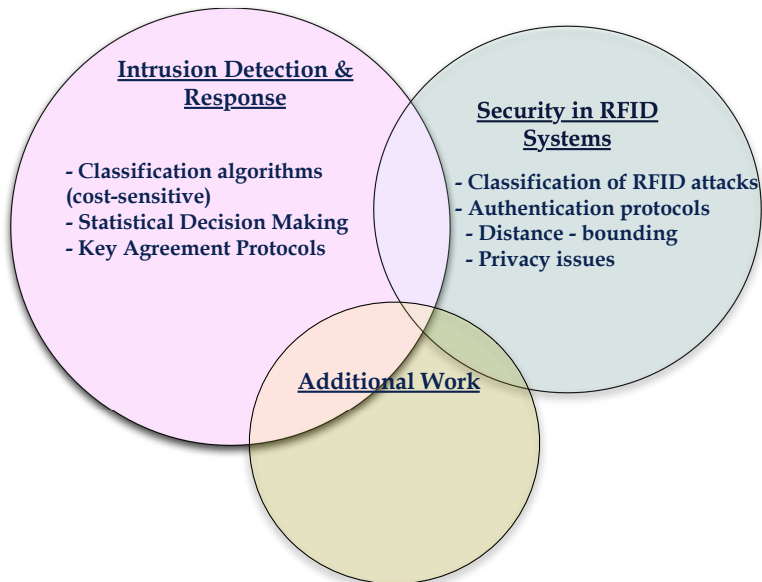 Intrusion Detection &
Response
- Classification algorithms
(cost-sensitive)
- Statistical Decision Making
- Key Agreement Protocols
Security in RFID
Systems
- Classification of RFID attacks
- Authentication protocols
- Distance - bounding
- Privacy issues
Additional Work